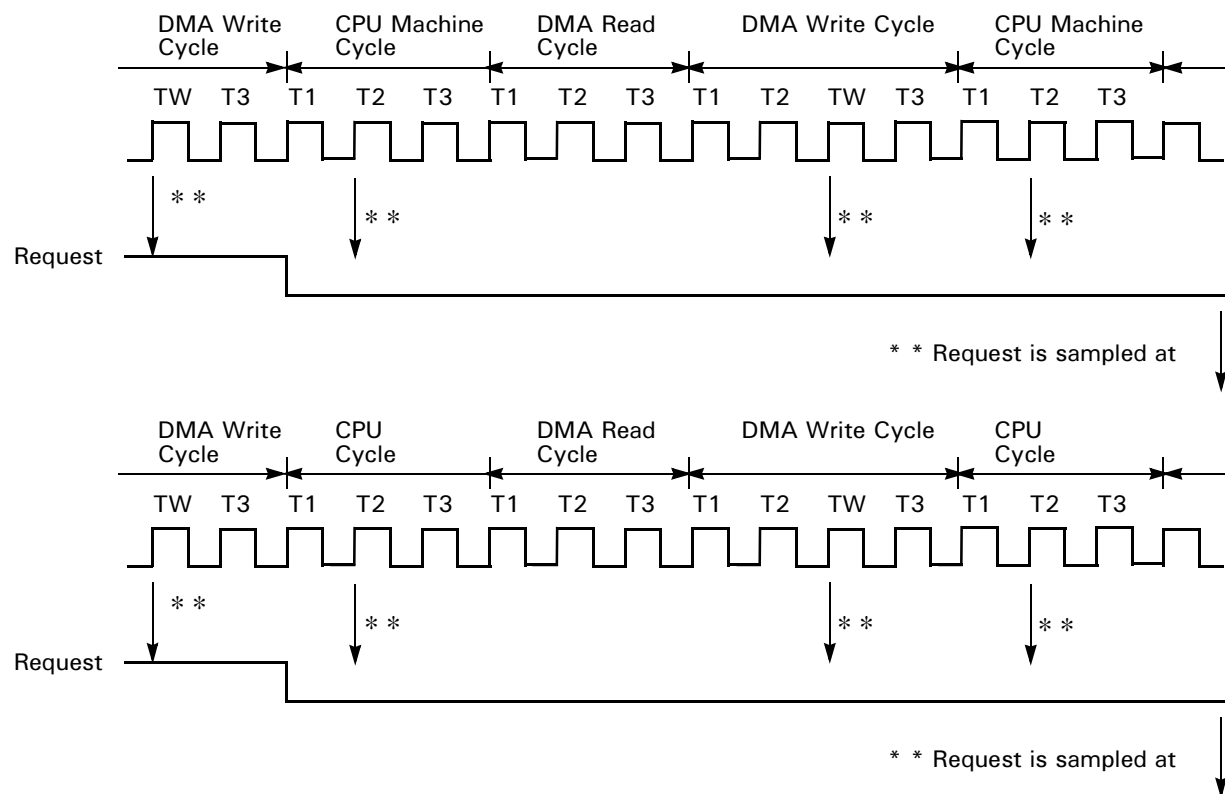 DMA Write CPU Machine DMA Read DMA Write Cycle CPU Machine
Cycle Cycle Cycle Cycle
TW T3 T1 T2 T3 T1 T2 T3 T1 T2 TW T3 T1 T2 T3
* * * * * * * *
Request
* * Request is sampled at
DMA Write CPU DMA Read DMA Write Cycle CPU
Cycle Cycle Cycle Cycle
TW T3 T1 T2 T3 T1 T2 T3 T1 T2 TW T3 T1 T2 T3
* * * * * * * *
Request
* * Request is sampled at